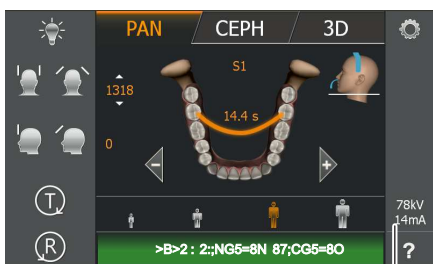 PAN
CEPH
3D
S1
1318
14.4 s
0
T
78kV
14mA
R
>B>2 : 2:;NG5=8N 87;CG5=8O
?